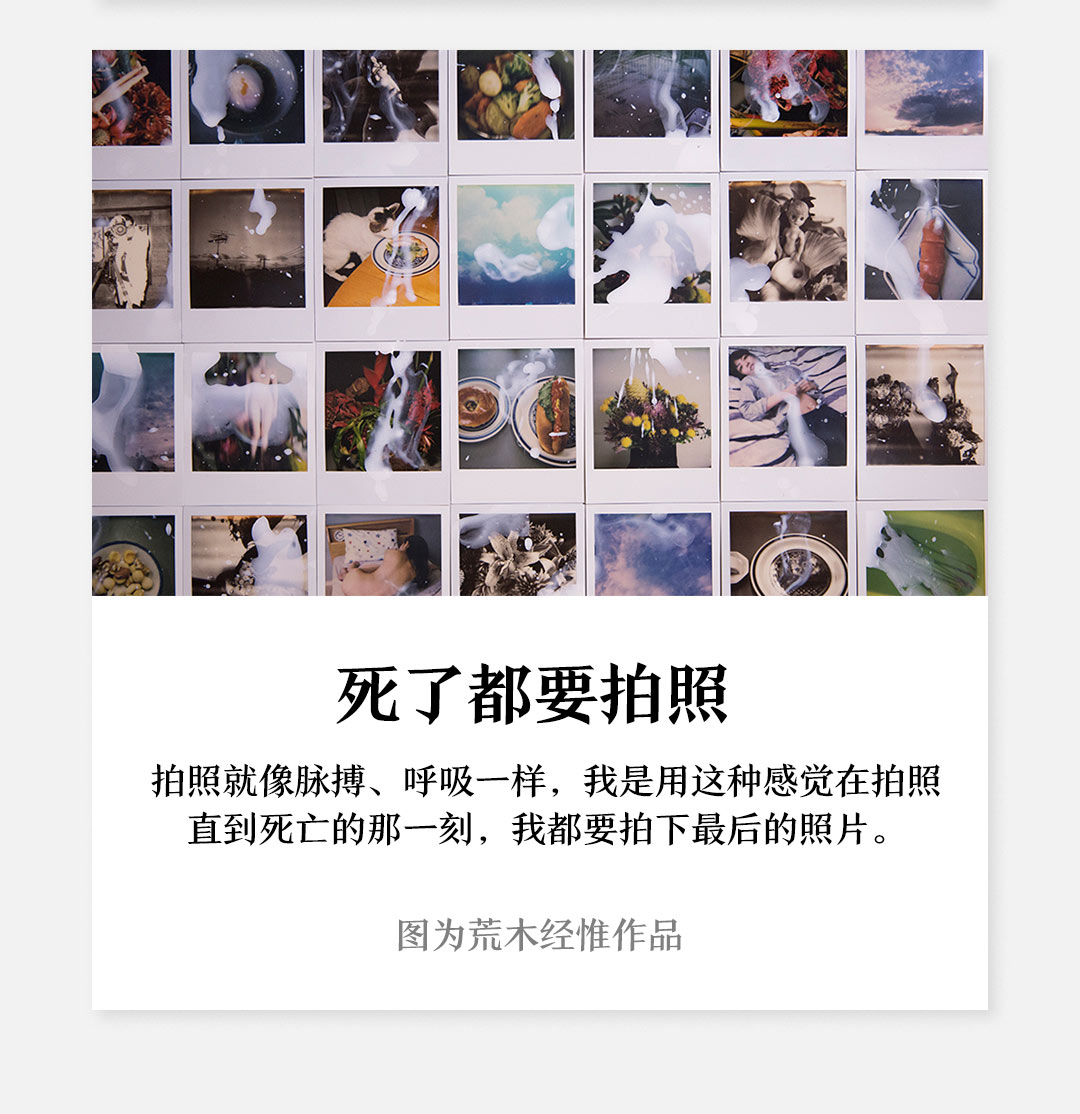 死了都要拍照
拍照就像脉搏、呼吸一样，我是用这种感觉在拍照
直到死亡的那一刻，我都要拍下最后的照片。
图为荒木经惟作品